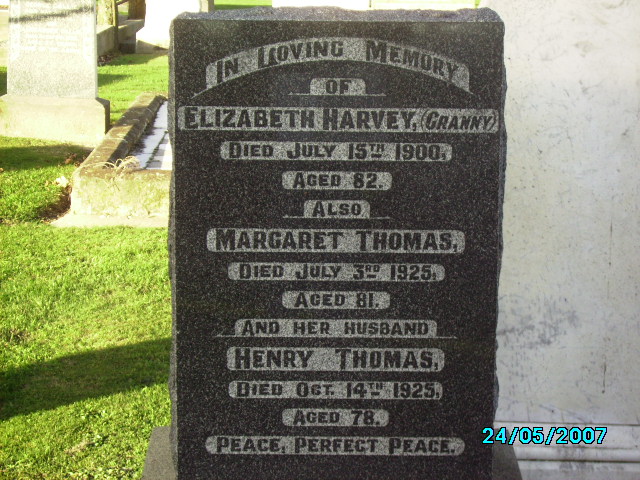 IN LOVING MEMORY
OF
ELIZABETH HARVEY, (GRANNY)
DIED JULY 15TH 1900,
AGED 82.
ALSO
MARGARET THOMAS,
DIED JULY 3RD 1925,
AGED 81.
AND HER HUSBAND
HENRY THOMAS,
DIED OCT. 14TH 1925,
AGED 78.
PEACE, PERFECT PEACE.
24/05/2007